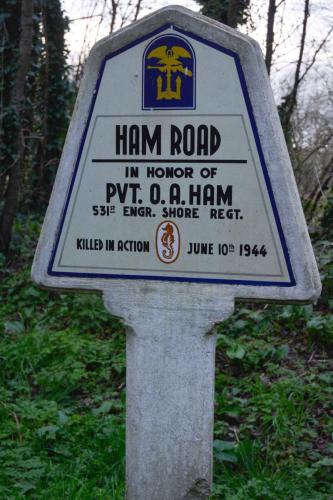 HAM ROAD
IN HONOR OF
PVT. O. A. HAM
531ST ENGR. SHORE REGT.
KILLED IN ACTION JUNE 10TH 1944